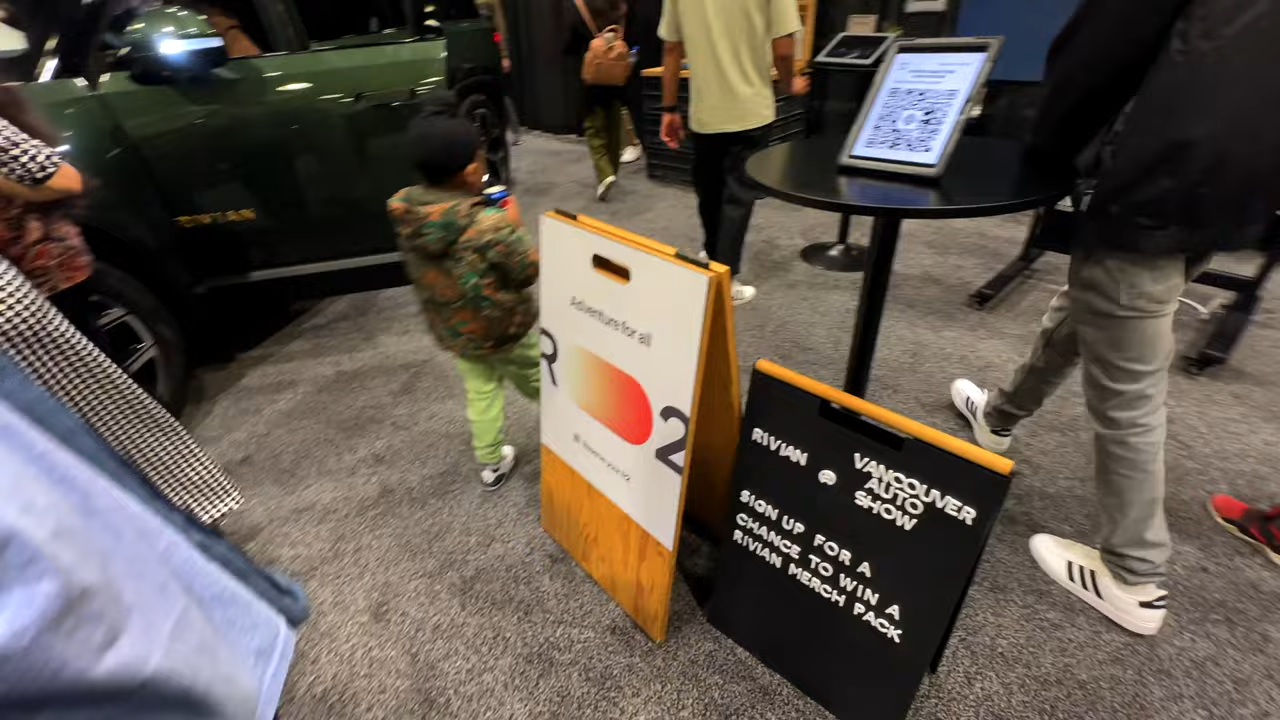 RIVIAN
Adventure for all
R 2
RIVIAN @ VANCOUVER
AUTO
SHOW
SIGN UP FOR A
CHANCE TO WIN A
RIVIAN MERCH PACK